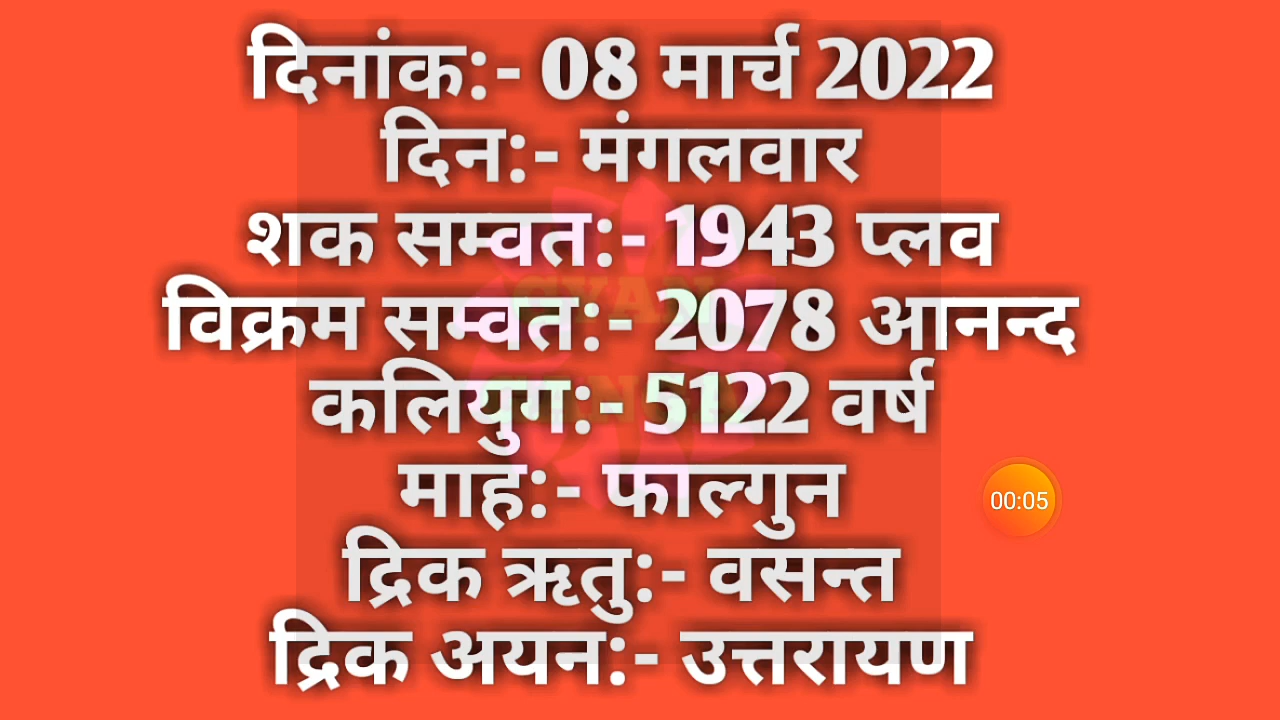 दिनांक:- 08 मार्च 2022
दिन:- मंगलवार
शक सम्वत:- 1943 प्लव
विक्रम सम्वत:- 2078 आनन्द
कलियुग:- 5122 वर्ष
माह:- फाल्गुन
00:05
द्रिक ऋतु:- वसन्त
द्रिक अयन:- उत्तरायण